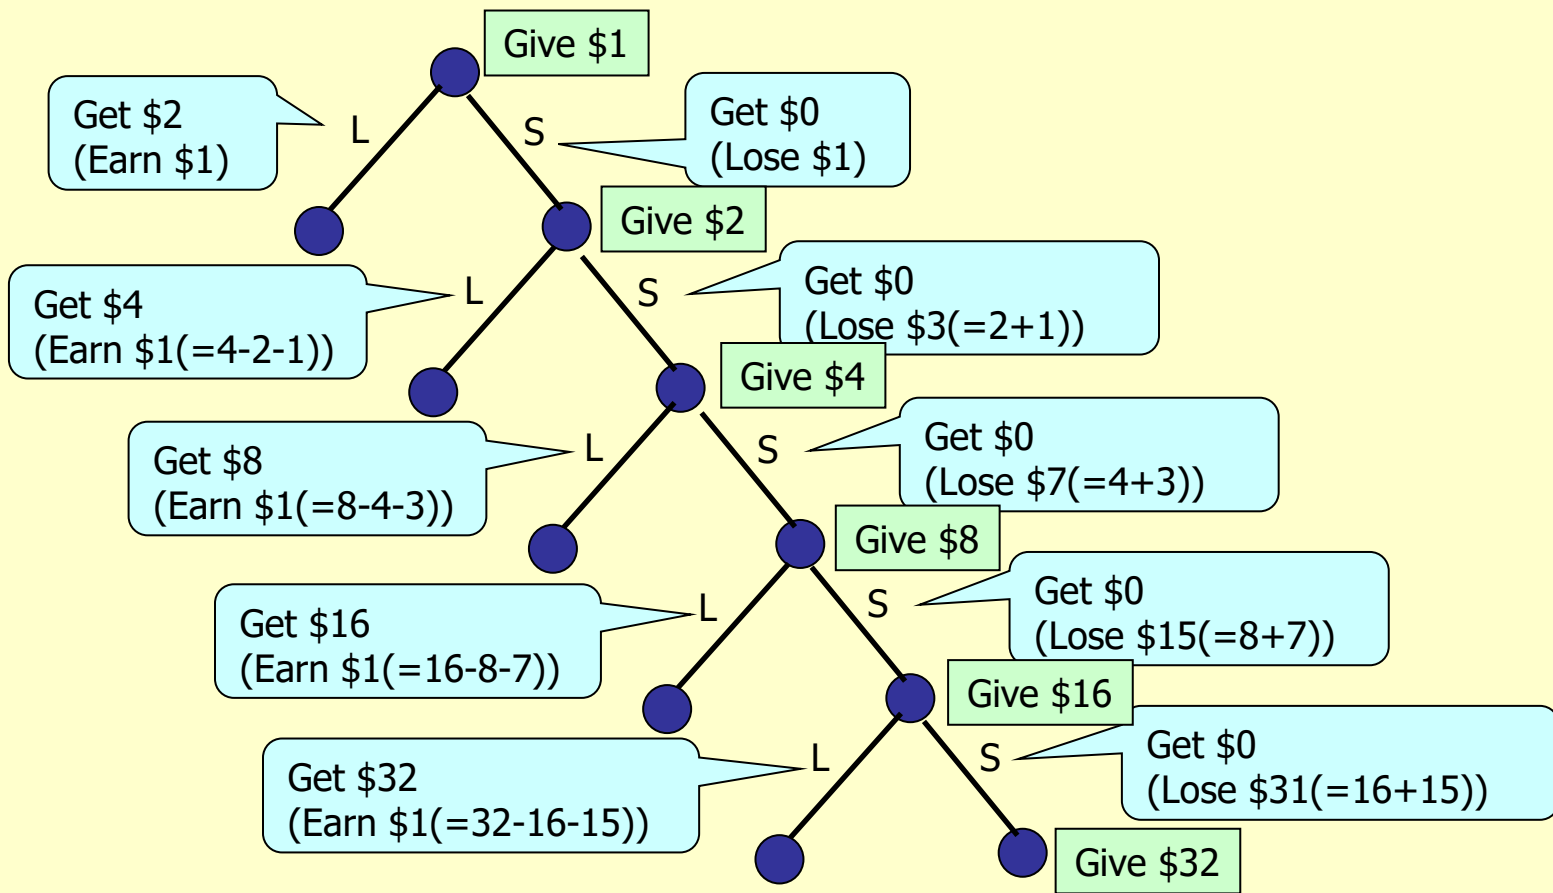 Give $1
Get $2
(Earn $1)
L
S
Get $0
(Lose $1)
Give $2
Get $4
(Earn $1(=4-2-1))
L
S
Get $0
(Lose $3(=2+1))
Give $4
Get $8
(Earn $1(=8-4-3))
L
S
Get $0
(Lose $7(=4+3))
Give $8
Get $16
(Earn $1(=16-8-7))
L
S
Get $0
(Lose $15(=8+7))
Give $16
Get $32
(Earn $1(=32-16-15))
L
S
Get $0
(Lose $31(=16+15))
Give $32